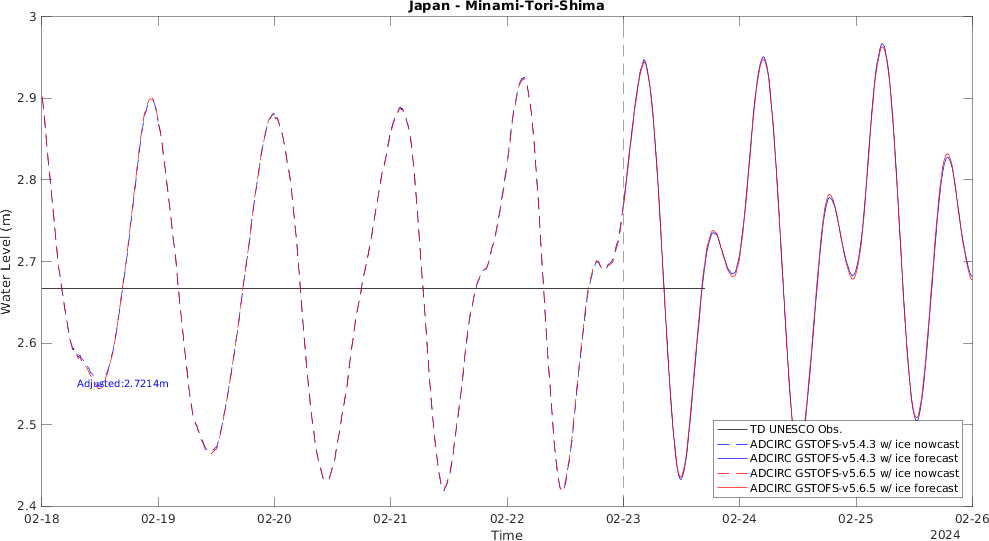 Japan - Minami-Tori-Shima
3
2.9
2.8
2.7
2.6
2.5
2.4
Water Level (m)
Adjusted:2.7214m
TD UNESCO Obs.
ADCIRC GSTOFS-v5.4.3 w/ ice nowcast
ADCIRC GSTOFS-v5.4.3 w/ ice forecast
ADCIRC GSTOFS-v5.6.5 w/ ice nowcast
ADCIRC GSTOFS-v5.6.5 w/ ice forecast
02-18 02-19 02-20 02-21 02-22 02-23 02-24 02-25 02-26
Time
2024